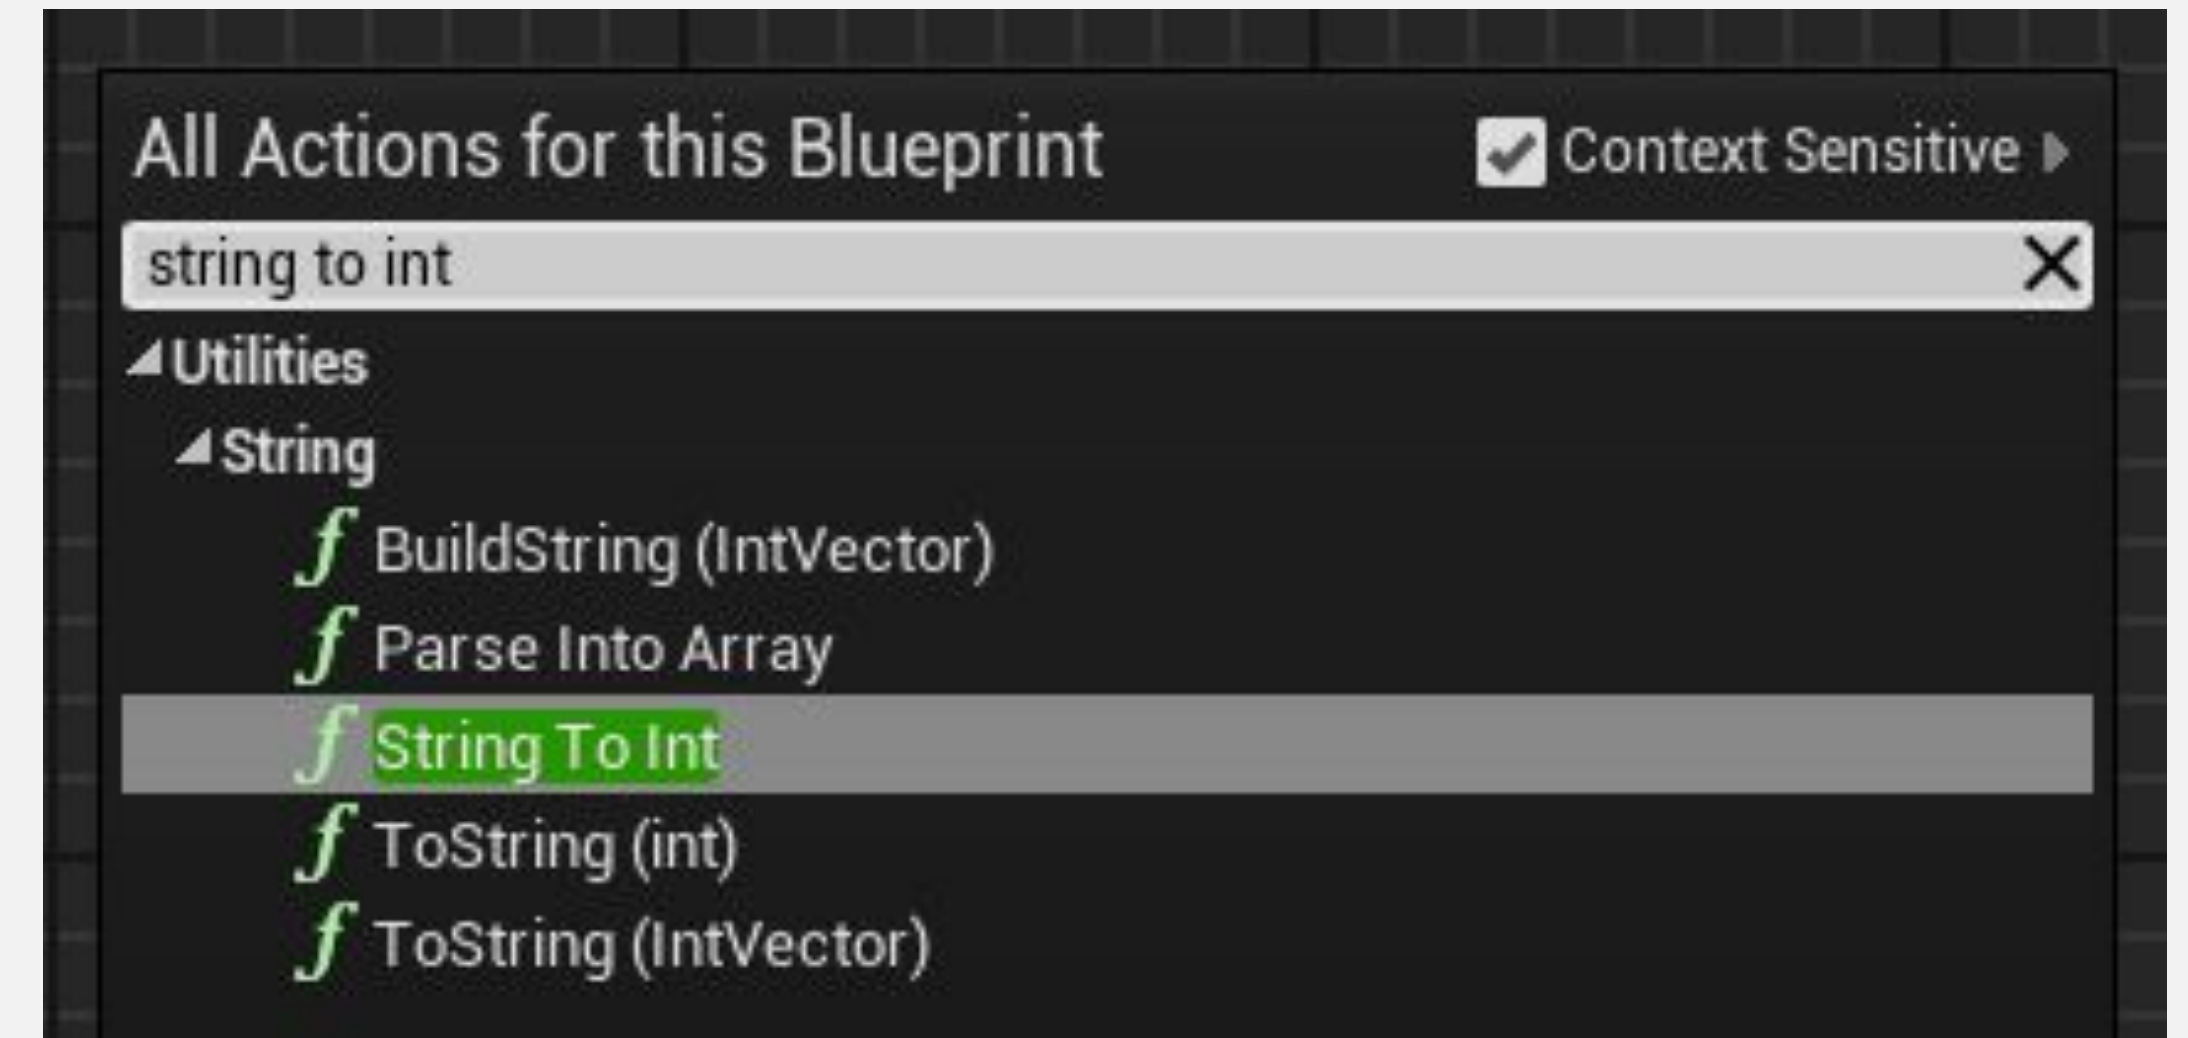 All Actions for this Blueprint Context Sensitive
string to int
Utilities
String
BuildString (IntVector)
Parse Into Array
String To Int
ToString (int)
ToString (IntVector)